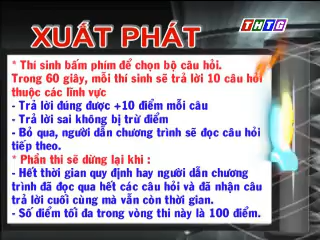 THTG
XUẤT PHÁT
* Thí sinh bấm phím để chọn bộ câu hỏi.
Trong 60 giây, mỗi thí sinh sẽ trả lời 10 câu hỏi
thuộc các lĩnh vực
- Trả lời đúng được +10 điểm mỗi câu
- Trả lời sai không bị trừ điểm
- Bỏ qua, người dẫn chương trình sẽ đọc câu hỏi
tiếp theo.
* Phần thi sẽ dừng lại khi :
- Hết thời gian quy định hay người dẫn chương
trình đã đọc qua hết các câu hỏi và đã nhận câu
trả lời cuối cùng mà vẫn còn thời gian.
- Số điểm tối đa trong vòng thi này là 100 điểm.